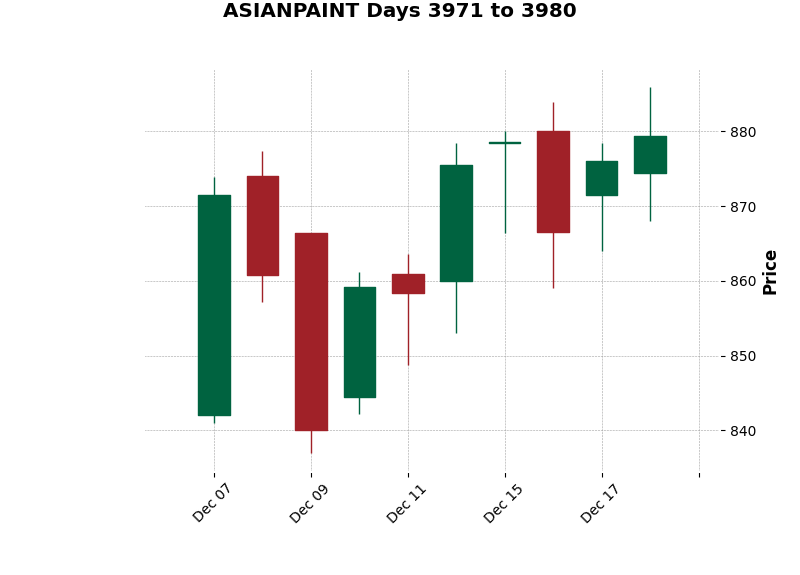 ASIANPAINT Days 3971 to 3980
880
870
860
850
840
Price
Dec 07
Dec 09
Dec 11
Dec 15
Dec 17